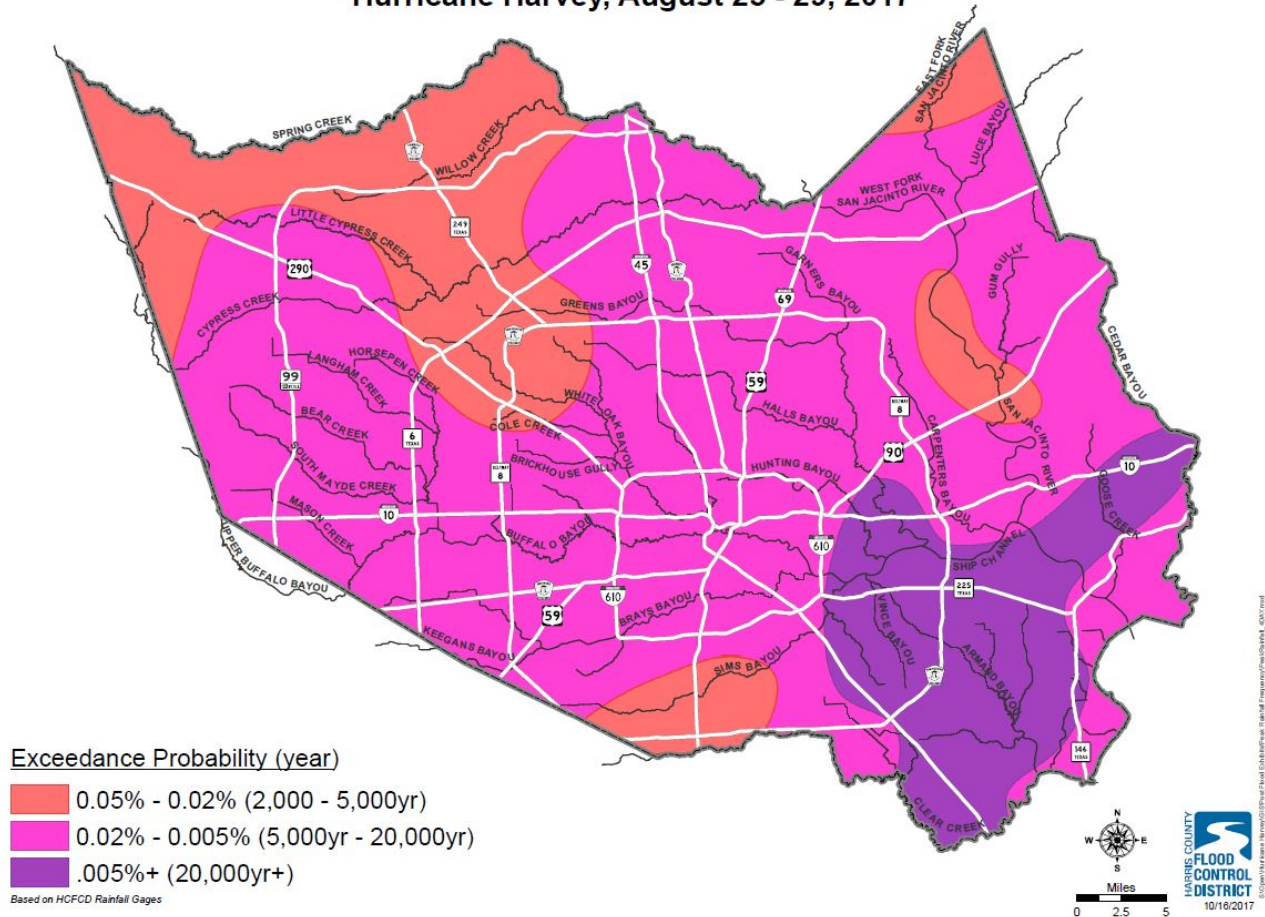 Hurricane Harvey, August 25 - 29, 2017
EAST FORK
SAN JACINTO RIVER
SPRING CREEK
WILLOW CREEK
LUCE BAYOU
WEST FORK
SAN JACINTO RIVER
LITTLE CYPRESS CREEK
249
TEXAS
290
45
GARNERS BAYOU
GUM GULLY
69
CYPRESS CREEK
GREENS BAYOU
CEDAR BAYOU
HORSEPEN CREEK
LANGHAM CREEK
99
59
WHITE OAK BAYOU
HALLS BAYOU
BELTWAY
8
BEAR CREEK
6
TEXAS
COLE CREEK
CARPENTERS BAYOU
SAN JACINTO RIVER
90
SOUTH MAYDE CREEK
BRICKHOUSE GULLY
BELTWAY
8
HUNTING BAYOU
10
GOOSE CREEK
MASON CREEK
10
BUFFALO BAYOU
610
SHIP CHANNEL
UPPER BUFFALO BAYOU
225
TEXAS
59
610
BRAYS BAYOU
VINCE BAYOU
KEEGANS BAYOU
SIMS BAYOU
ARMAND BAYOU
146
TEXAS
CLEAR CREEK
Exceedance Probability (year)
0.05% - 0.02% (2,000 - 5,000yr)
0.02% - 0.005% (5,000yr - 20,000yr)
.005%+ (20,000yr+)
Based on HCFCD Rainfall Gages
N
W E
S
Miles
0 2.5 5
HARRIS COUNTY
FLOOD
CONTROL
DISTRICT
10/16/2017